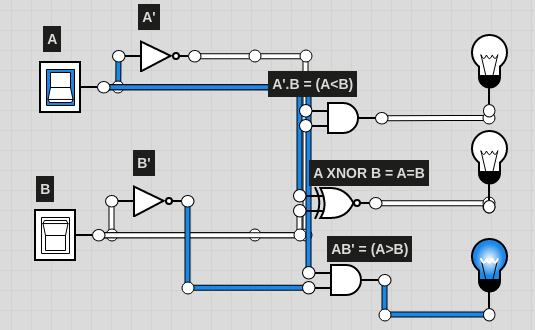 A'
A
A'.B = (A<B)
B'
A XNOR B = A=B
B
AB' = (A>B)